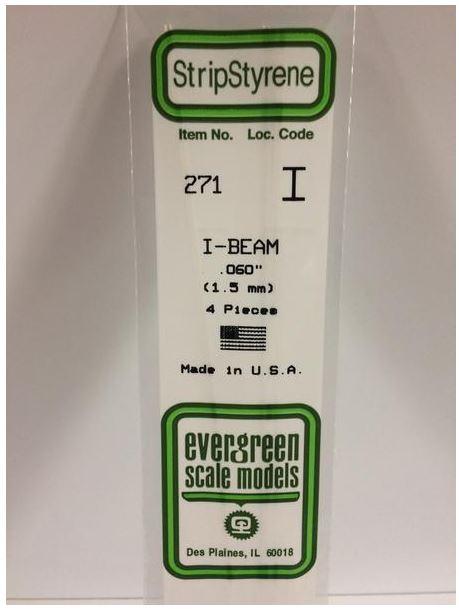 StripStyrene
Item No. Loc. Code
271 I
I-BEAM
.060"
(1.5 mm)
4 Pieces
Made in U.S.A.
evergreen
scale models
Des Plaines, IL 60018